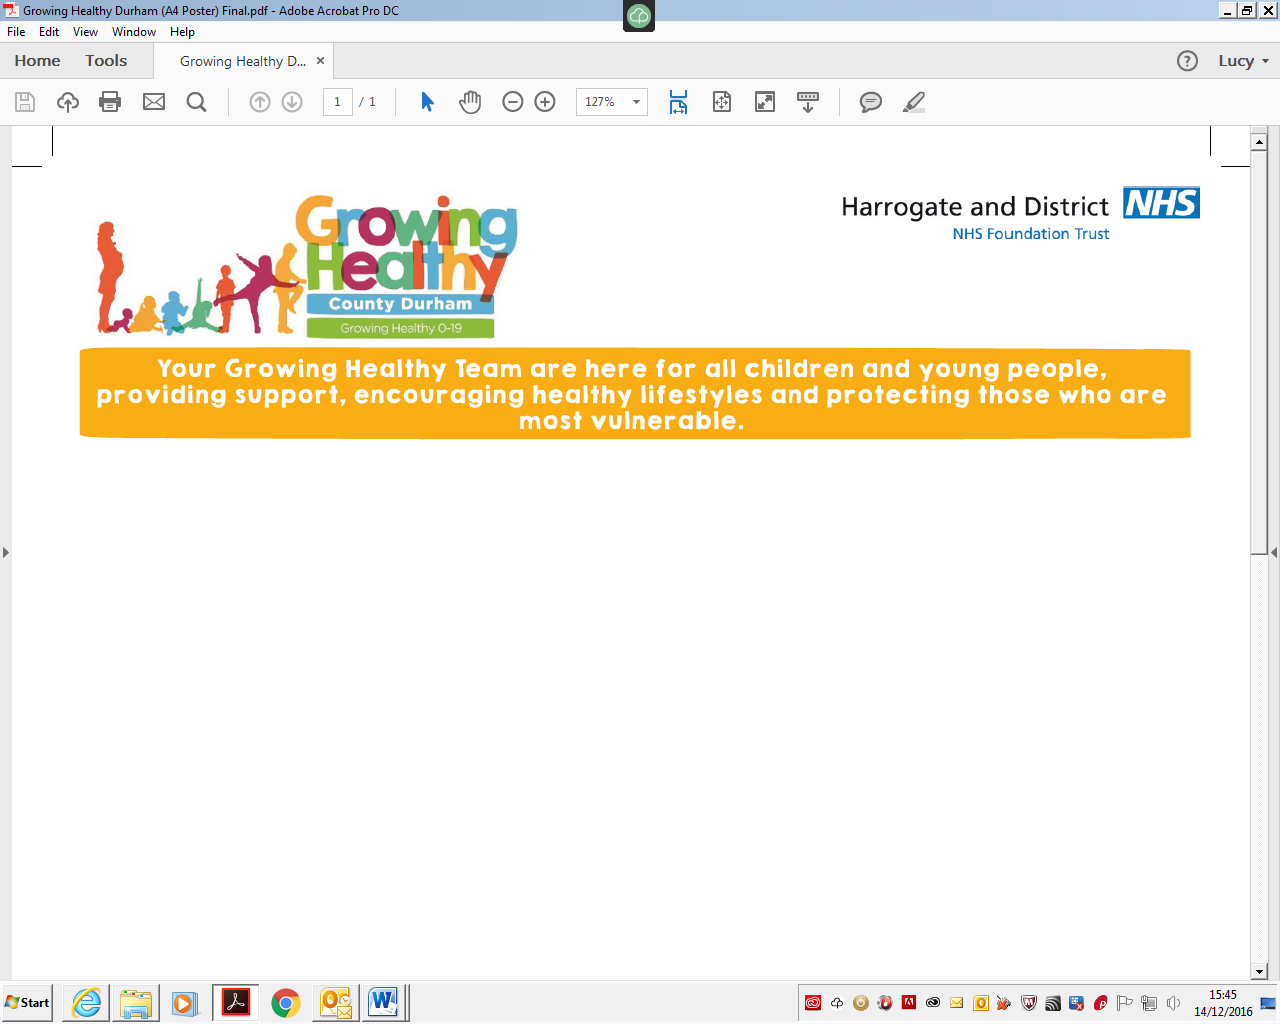 Growing Healthy Durham (A4 Poster) Final.pdf - Adobe Acrobat Pro DC
File Edit View Window Help
Home Tools Growing Healthy D... Lucy
1 / 1 127%
Growing
Healthy
County Durham
Growing Healthy 0-19
Harrogate and District NHS
NHS Foundation Trust
Your Growing Healthy Team are here for all children and young people,
providing support, encouraging healthy lifestyles and protecting those who are
most vulnerable.
Start
15:45
14/12/2016